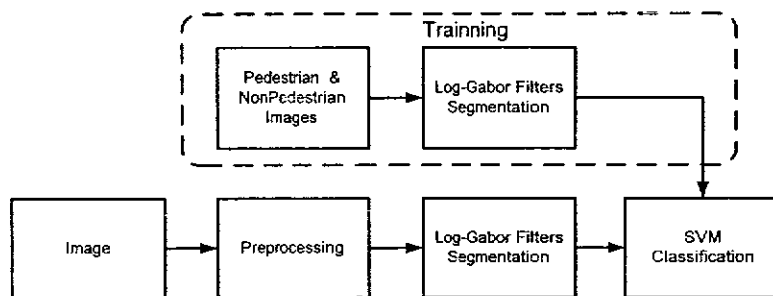 Trainning
Pedestrian &
NonPedestrian
Images
Log-Gabor Filters
Segmentation
Image
Preprocessing
Log-Gabor Filters
Segmentation
SVM
Classification